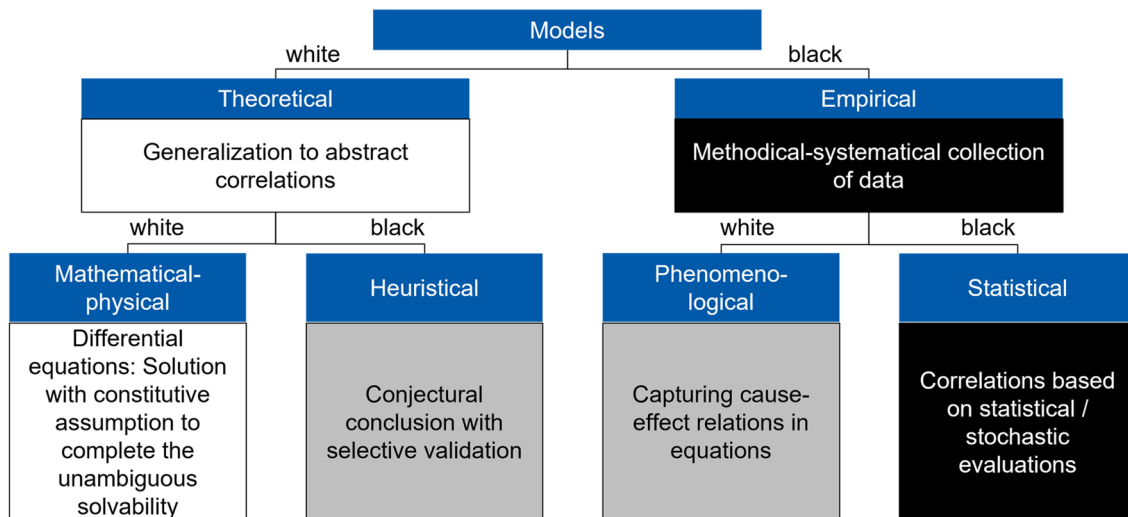 Models
white
black
Theoretical
Empirical
Generalization to abstract
correlations
Methodical-systematical collection
of data
white
black
white
black
Mathematical-
physical
Heuristical
Phenomeno-
logical
Statistical
Differential
equations: Solution
with constitutive
assumption to
complete the
unambiguous
solvability
Conjectural
conclusion with
selective validation
Capturing cause-
effect relations in
equations
Correlations based
on statistical /
stochastic
evaluations